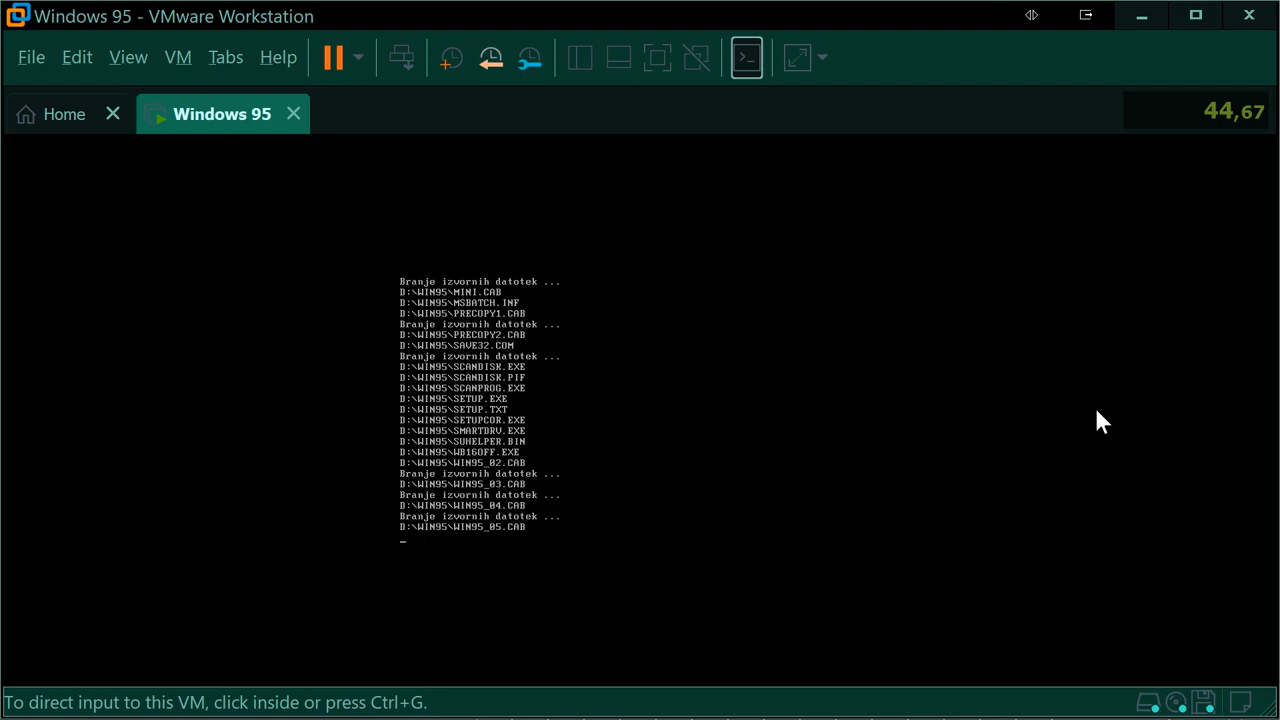 Windows 95 - VMware Workstation
File Edit View VM Tabs Help
Home Windows 95 44,67
Branje izvornih datotek ...
D:\WIN95\MINI.CAB
D:\WIN95\MSBATCH.INF
D:\WIN95\PRECOPY1.CAB
Branje izvornih datotek ...
D:\WIN95\PRECOPY2.CAB
D:\WIN95\SAVE32.COM
Branje izvornih datotek ...
D:\WIN95\SCANDISK.EXE
D:\WIN95\SCANDISK.PIF
D:\WIN95\SCANPROG.EXE
D:\WIN95\SETUP.EXE
D:\WIN95\SETUP.TXT
D:\WIN95\SETUPCOR.EXE
D:\WIN95\SMARTDRV.EXE
D:\WIN95\SUHELPER.BIN
D:\WIN95\WB16OFF.EXE
D:\WIN95\WIN95_02.CAB
Branje izvornih datotek ...
D:\WIN95\WIN95_03.CAB
Branje izvornih datotek ...
D:\WIN95\WIN95_04.CAB
Branje izvornih datotek ...
D:\WIN95\WIN95_05.CAB
_
To direct input to this VM, click inside or press Ctrl+G.